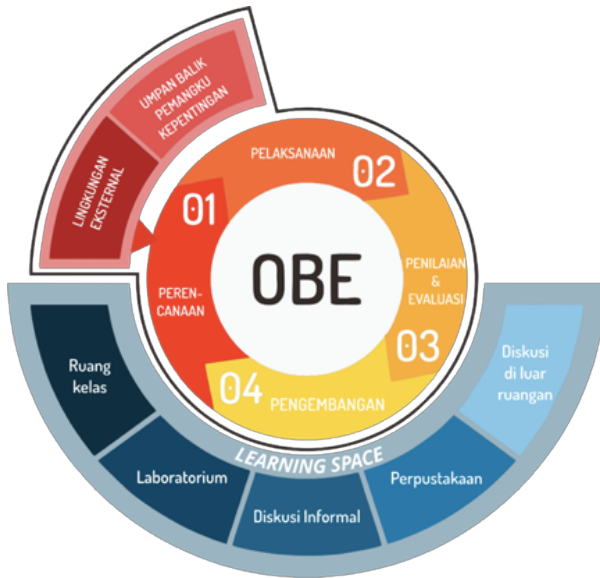 UMPAN BALIK
PEMANGKU
KEPENTINGAN
LINGKUNGAN
EKSTERNAL
01
PEREN-
CANAAN
PELAKSANAAN
02
PENILAIAN
&
EVALUASI
03
04
PENGEMBANGAN
OBE
LEARNING SPACE
Ruang
kelas
Laboratorium
Diskusi Informal
Perpustakaan
Diskusi
di luar
ruangan